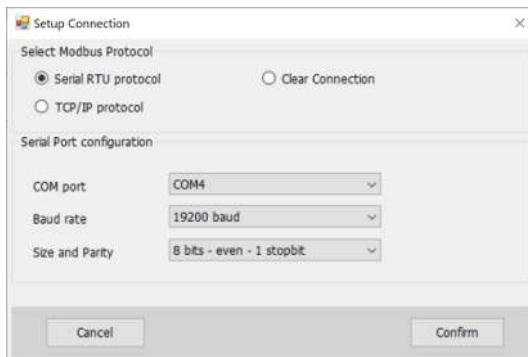 Setup Connection
Select Modbus Protocol
Serial RTU protocol
Clear Connection
TCP/IP protocol
Serial Port configuration
COM port
COM4
Baud rate
19200 baud
Size and Parity
8 bits - even - 1 stopbit
Cancel
Confirm